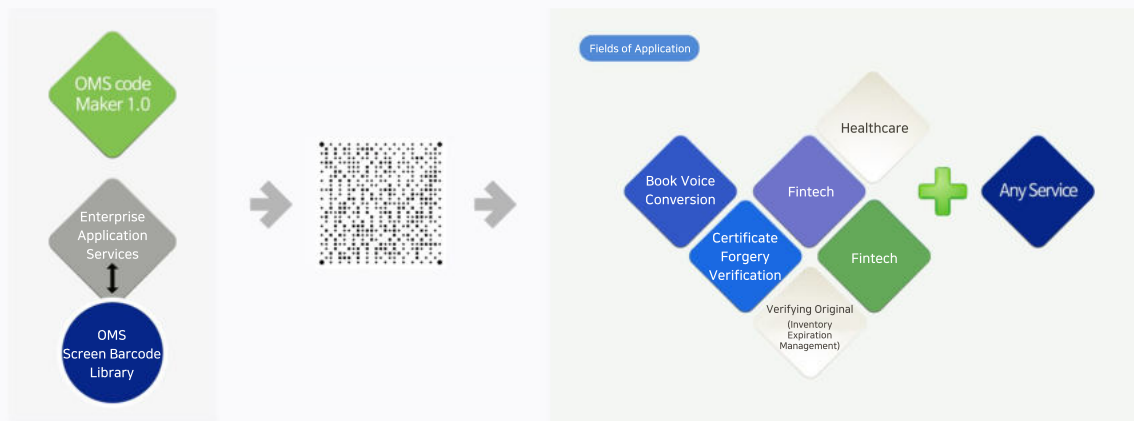 OMS code
Maker 1.0
Enterprise
Application
Services
OMS
Screen Barcode
Library
Fields of Application
Healthcare
Book Voice
Conversion
Fintech
Any Service
Certificate
Forgery
Verification
Fintech
Verifying Original
(Inventory
Expiration
Management)